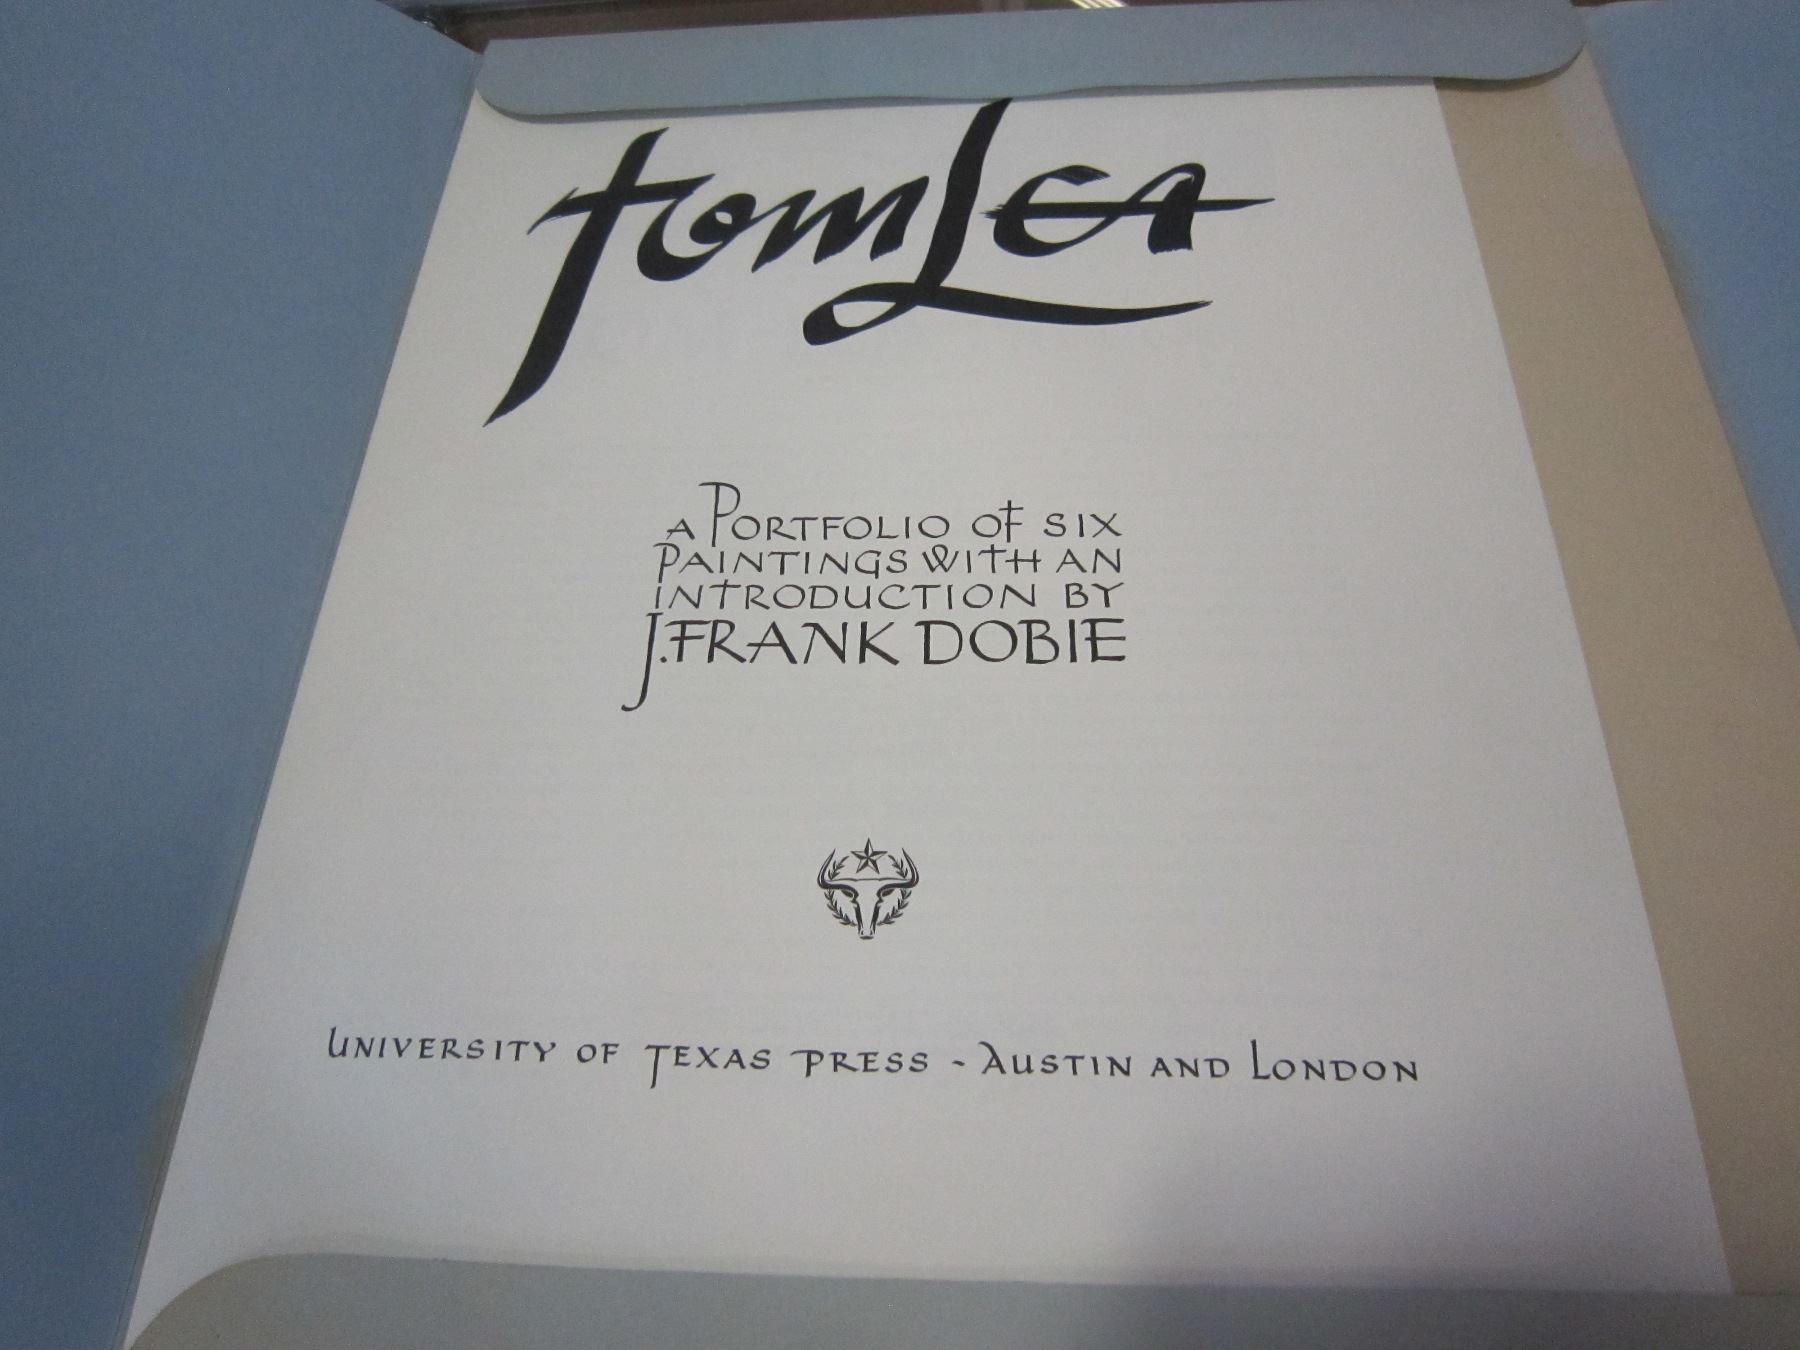 tom Lea
A PORTFOLIO OF SIX
PAINTINGS WITH AN
INTRODUCTION BY
J. FRANK DOBIE
UNIVERSITY OF TEXAS PRESS - AUSTIN AND LONDON